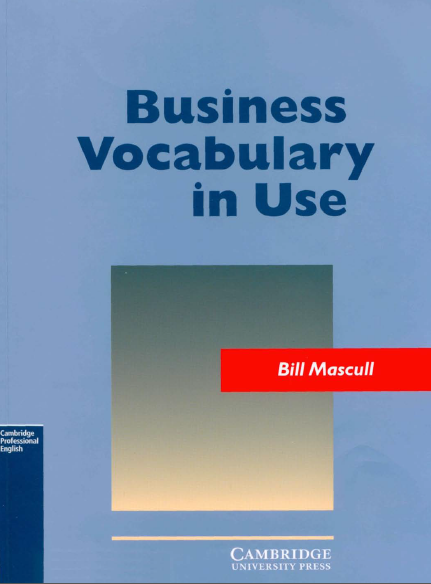 Business
Vocabulary
in Use
Bill Mascull
Cambridge
Professional
English
CAMBRIDGE
UNIVERSITY PRESS